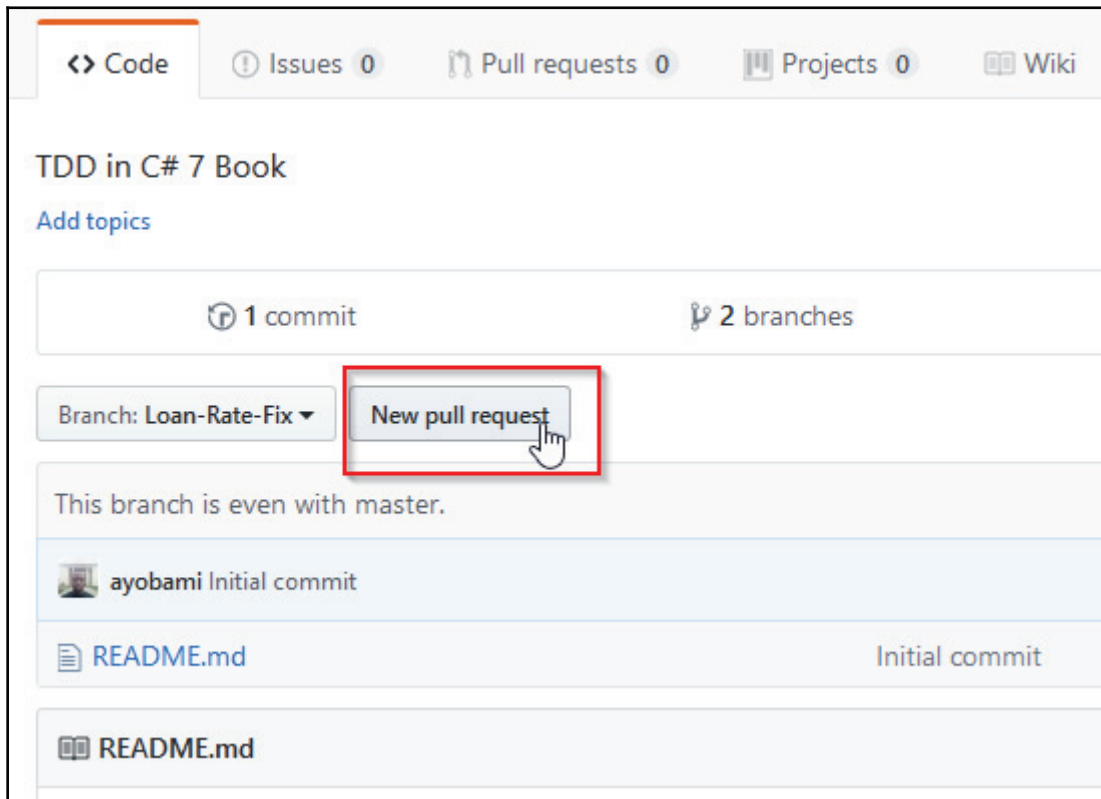 <> Code Issues 0 Pull requests 0 Projects 0 Wiki
TDD in C# 7 Book
Add topics
1 commit 2 branches
Branch: Loan-Rate-Fix New pull request
This branch is even with master.
ayobami Initial commit
README.md Initial commit
README.md